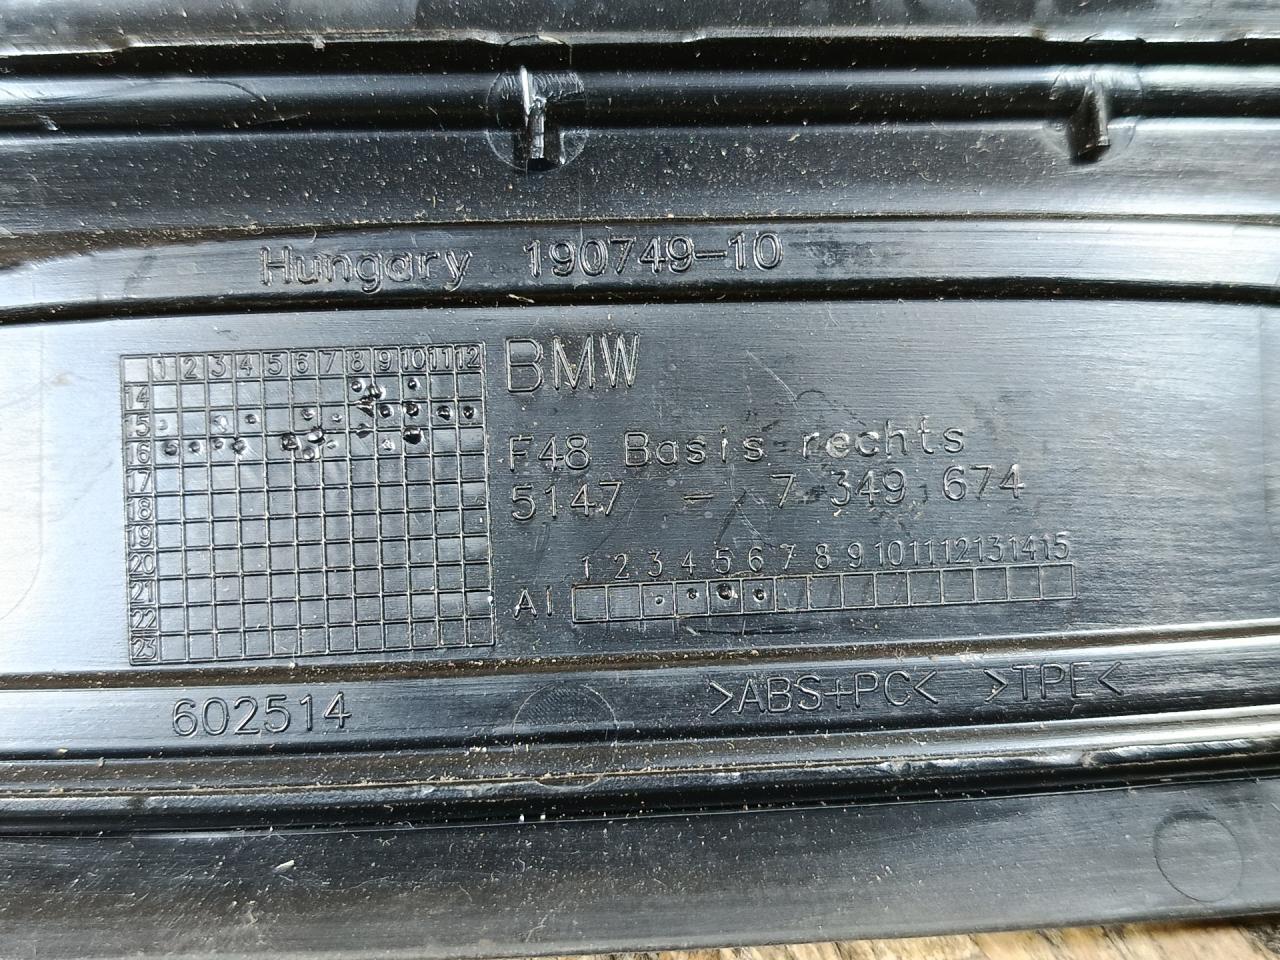 Hungary 190749-10
1 2 3 4 5 6 7 8 9 10 11 12
14
15
16
17
18
19
20
21
22
23
BMW
F48 Basis rechts
5147 - 7 349 674
1 2 3 4 5 6 7 8 9 10 11 12 13 14 15
AI
602514
>ABS+PC< >TPE<